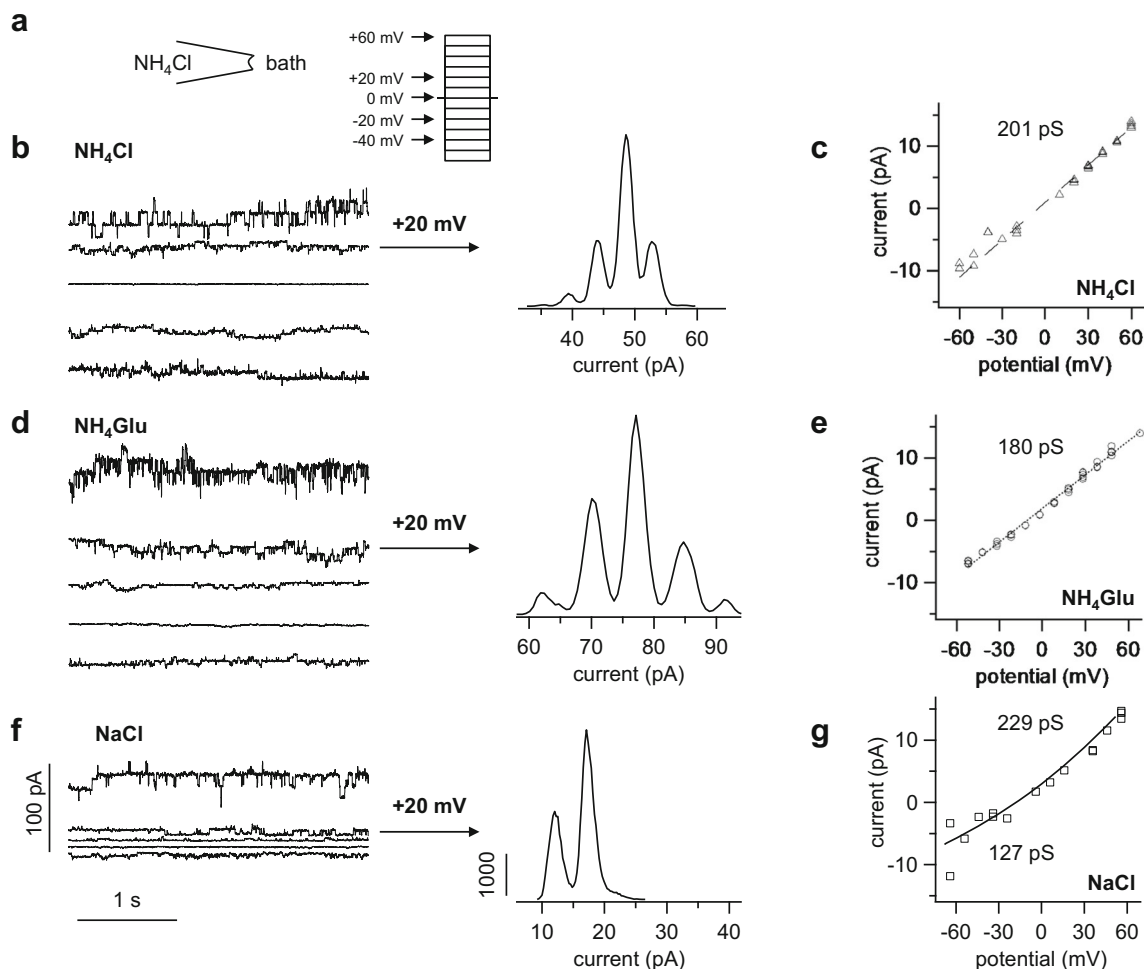 a
NH₄Cl
bath
+60 mV
+20 mV
0 mV
-20 mV
-40 mV
b
NH₄Cl
+20 mV
40 50 60
current (pA)
c
201 pS
10
0
-10
current (pA)
NH₄Cl
-60 -30 0 30 60
potential (mV)
d
NH₄Glu
+20 mV
60 70 80 90
current (pA)
e
180 pS
10
0
-10
current (pA)
NH₄Glu
-60 -30 0 30 60
potential (mV)
f
NaCl
100 pA
1 s
+20 mV
1000
10 20 30 40
current (pA)
g
229 pS
10
0
-10
current (pA)
127 pS
NaCl
-60 -30 0 30 60
potential (mV)